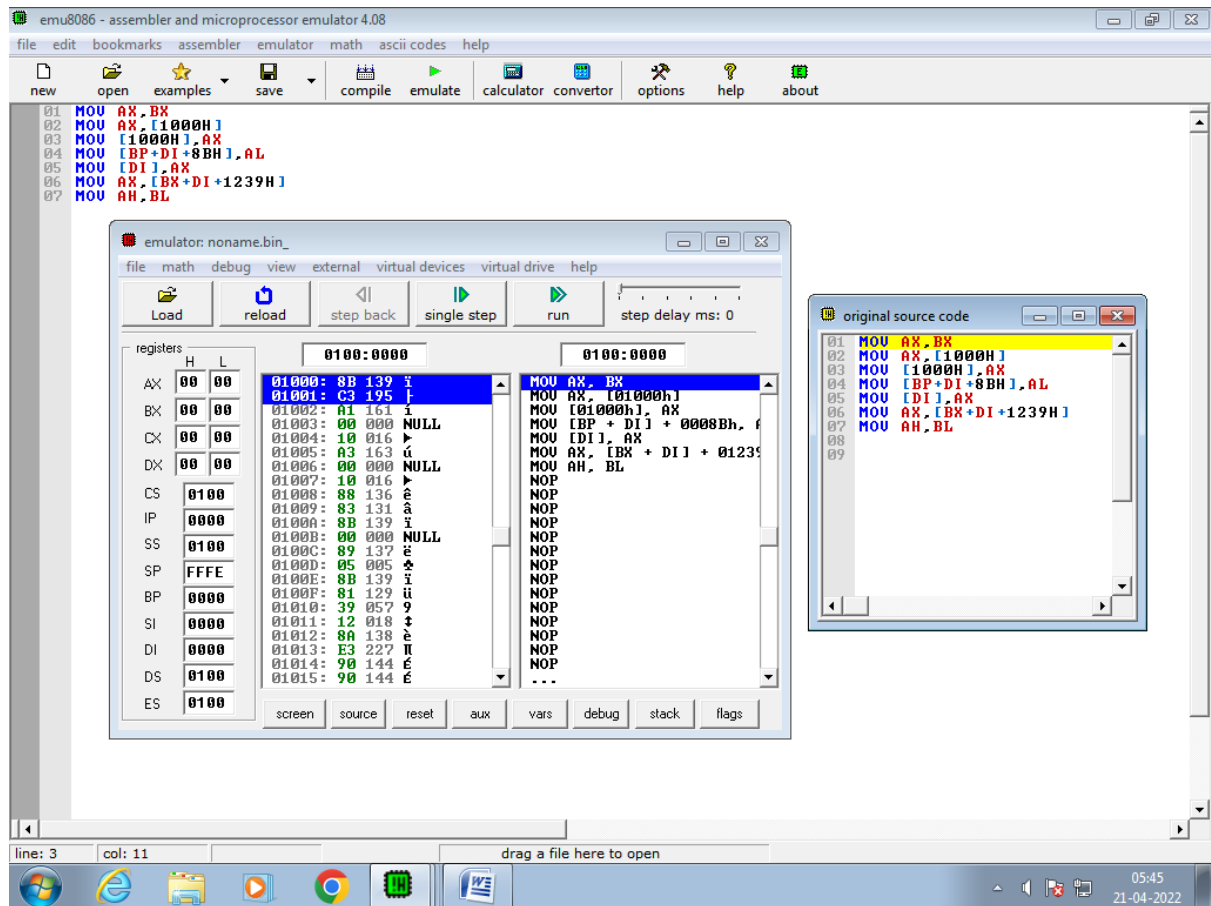 emu8086 - assembler and microprocessor emulator 4.08
file edit bookmarks assembler emulator math ascii codes help
new open examples save compile emulate calculator convertor options help about
01 MOV AX,BX
02 MOV AX,[1000H]
03 MOV [1000H],AX
04 MOV [BP+DI+8BH],AL
05 MOV [DI],AX
06 MOV AX,[BX+DI+1239H]
07 MOV AH,BL
emulator: noname.bin_
file math debug view external virtual devices virtual drive help
Load reload step back single step run step delay ms: 0
registers
H L
AX 00 00
BX 00 00
CX 00 00
DX 00 00
CS 0100
IP 0000
SS 0100
SP FFFE
BP 0000
SI 0000
DI 0000
DS 0100
ES 0100
0100:0000
01000: 8B 139 ï
01001: C3 195 ├
01002: A1 161 í
01003: 00 000 NULL
01004: 10 016 ►
01005: A3 163 ú
01006: 00 000 NULL
01007: 10 016 ►
01008: 88 136 ê
01009: 83 131 â
0100A: 8B 139 ï
0100B: 00 000 NULL
0100C: 89 137 ë
0100D: 05 005 ♣
0100E: 8B 139 ï
0100F: 81 129 ü
01010: 39 057 9
01011: 12 018 ↕
01012: 8A 138 è
01013: E3 227 π
01014: 90 144 É
01015: 90 144 É
0100:0000
MOV AX, BX
MOV AX, [01000h]
MOV [01000h], AX
MOV [BP + DI] + 0008Bh, A
MOV [DI], AX
MOV AX, [BX + DI] + 01239
MOV AH, BL
NOP
NOP
NOP
NOP
NOP
NOP
NOP
NOP
NOP
NOP
NOP
NOP
NOP
NOP
...
screen source reset aux vars debug stack flags
original source code
01 MOV AX,BX
02 MOV AX,[1000H]
03 MOV [1000H],AX
04 MOV [BP+DI+8BH],AL
05 MOV [DI],AX
06 MOV AX,[BX+DI+1239H]
07 MOV AH,BL
08
09
line: 3 col: 11 drag a file here to open
05:45
21-04-2022